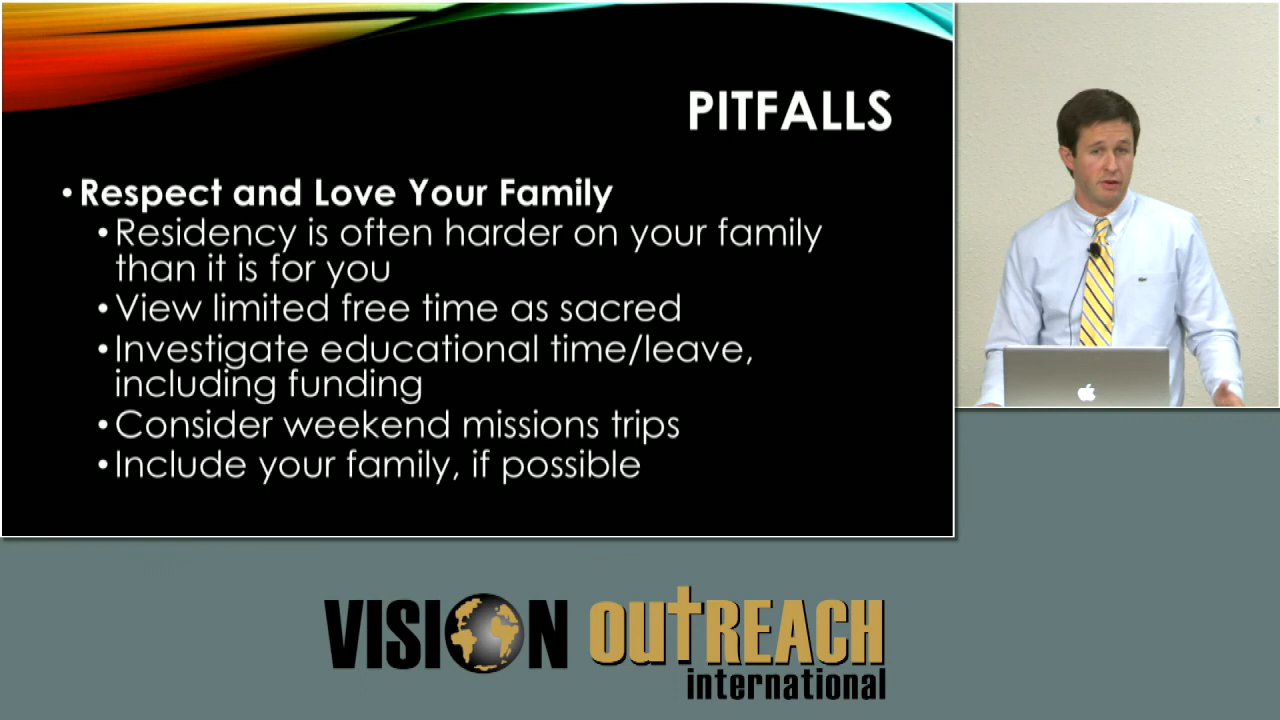 PITFALLS
• Respect and Love Your Family
• Residency is often harder on your family
than it is for you
• View limited free time as sacred
• Investigate educational time/leave,
including funding
• Consider weekend missions trips
• Include your family, if possible
VISION OUTREACH
international